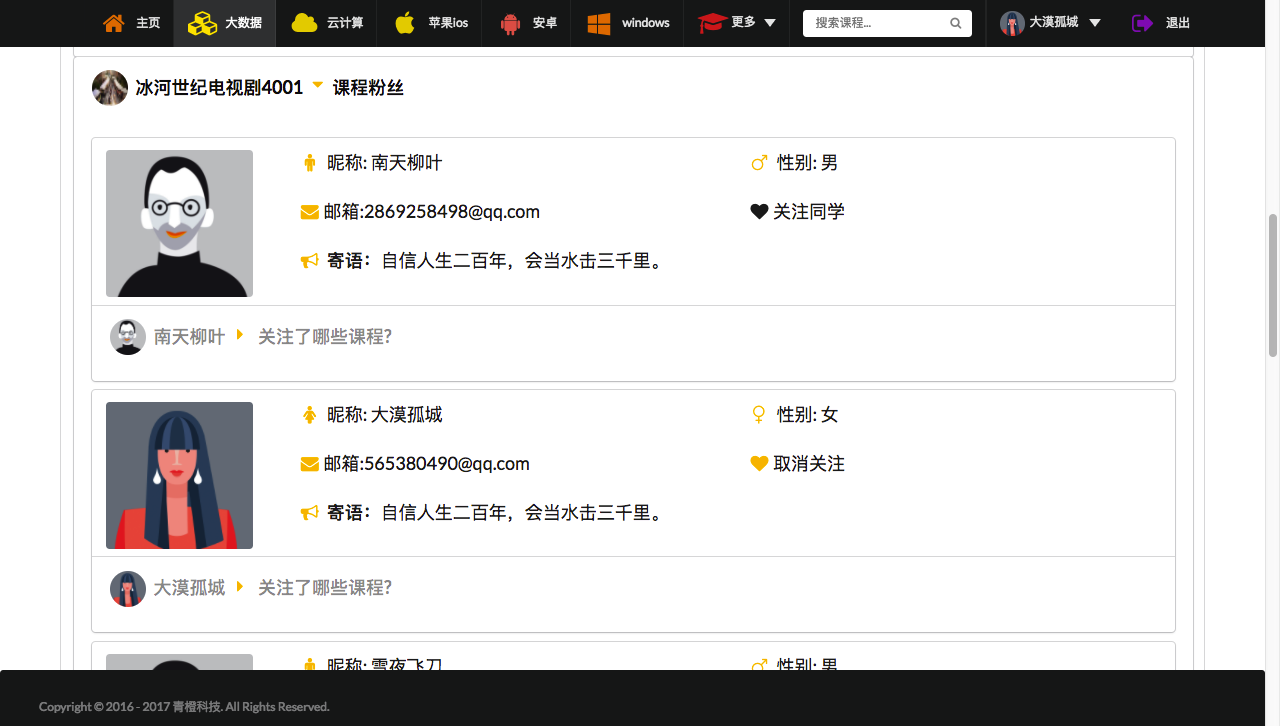 主页 大数据 云计算 苹果ios 安卓 windows 更多 搜索课程... 大漠孤城 退出
冰河世纪电视剧4001 课程粉丝
昵称: 南天柳叶 性别: 男
邮箱:2869258498@qq.com 关注同学
寄语：自信人生二百年，会当水击三千里。
南天柳叶 关注了哪些课程?
昵称: 大漠孤城 性别: 女
邮箱:565380490@qq.com 取消关注
寄语：自信人生二百年，会当水击三千里。
大漠孤城 关注了哪些课程?
昵称: 雪夜飞刀 性别: 男
Copyright © 2016 - 2017 青橙科技. All Rights Reserved.